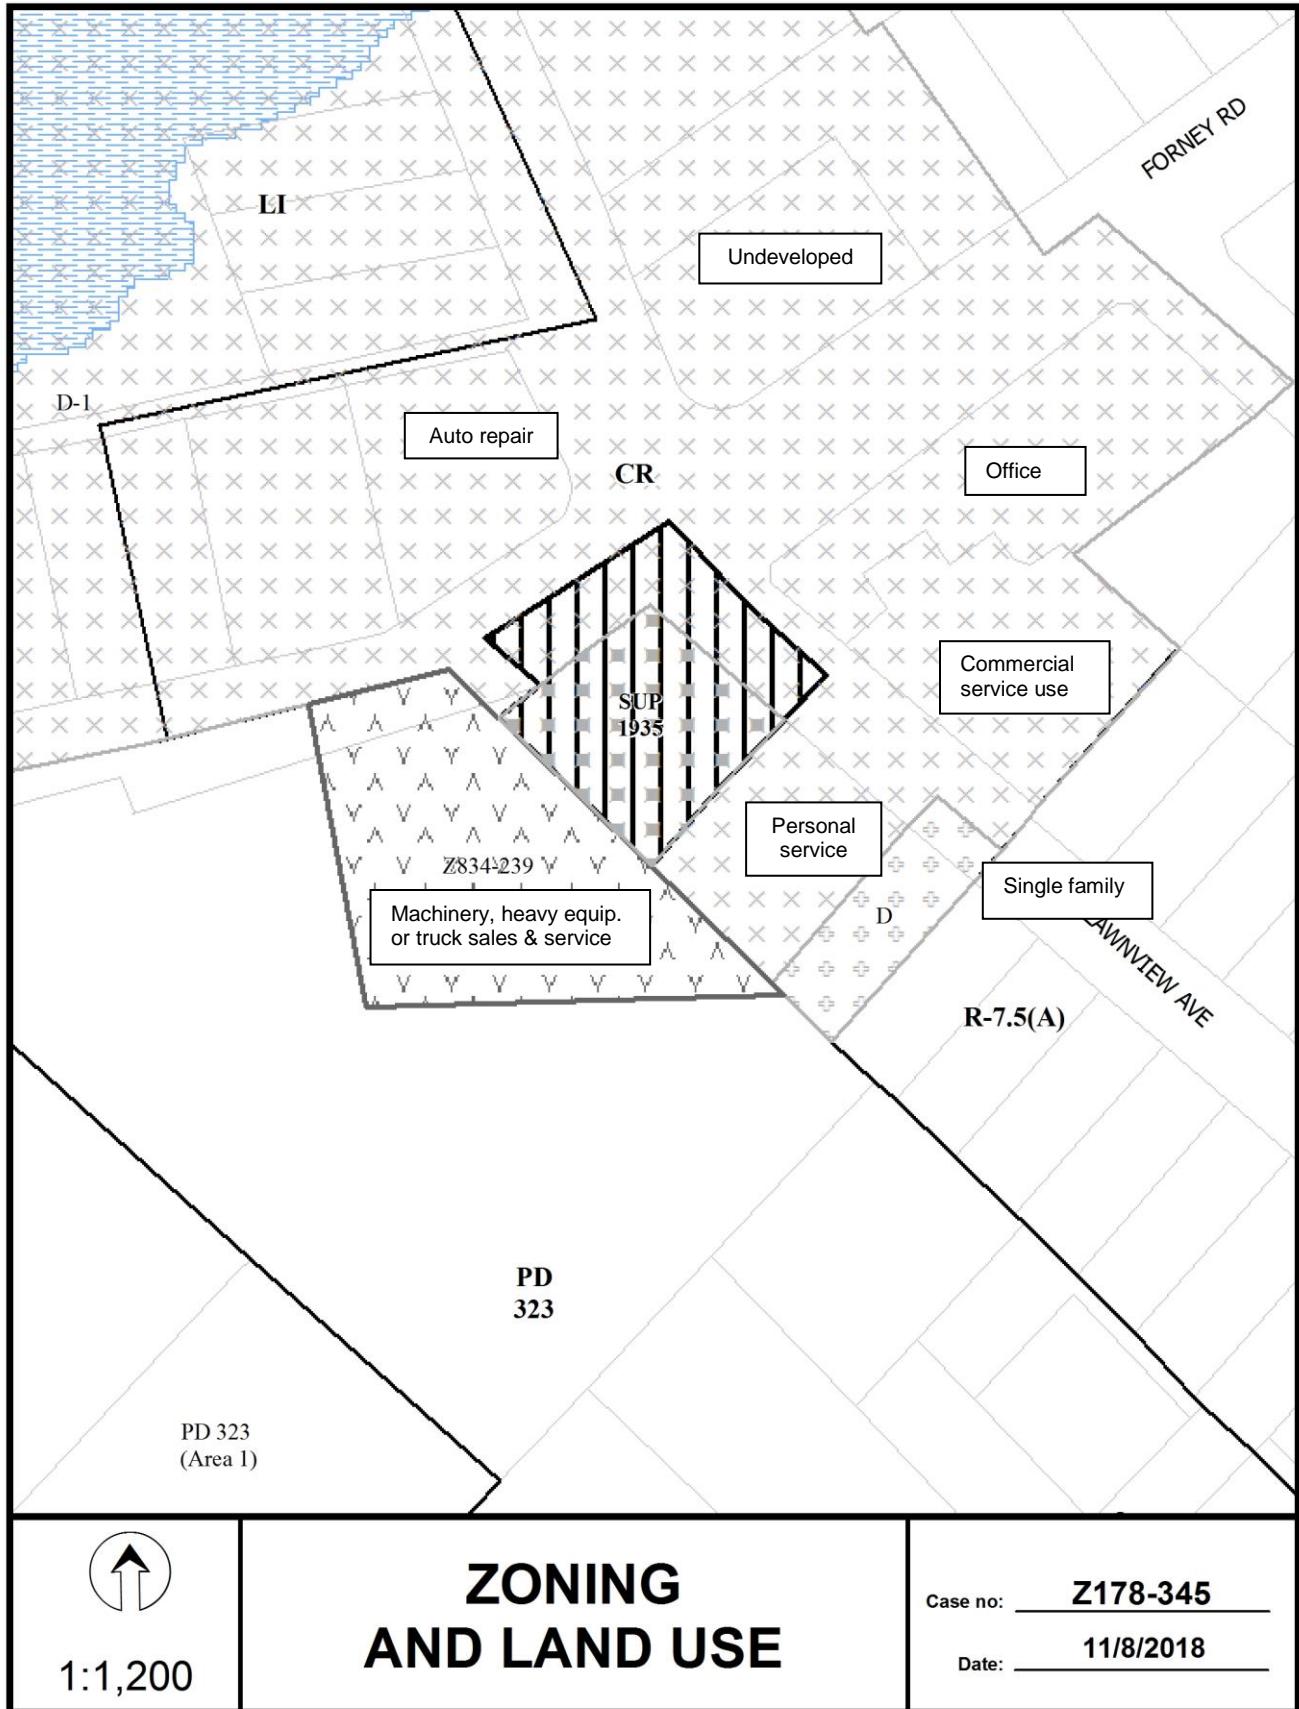 FORNEY RD
LI
Undeveloped
D-1
Auto repair
CR
Office
Commercial
service use
SUP
1935
Personal
service
Z834-239
Single family
Machinery, heavy equip.
or truck sales & service
D
LAWNVIEW AVE
R-7.5(A)
PD
323
PD 323
(Area 1)
1:1,200
ZONING
AND LAND USE
Case no: Z178-345
Date: 11/8/2018